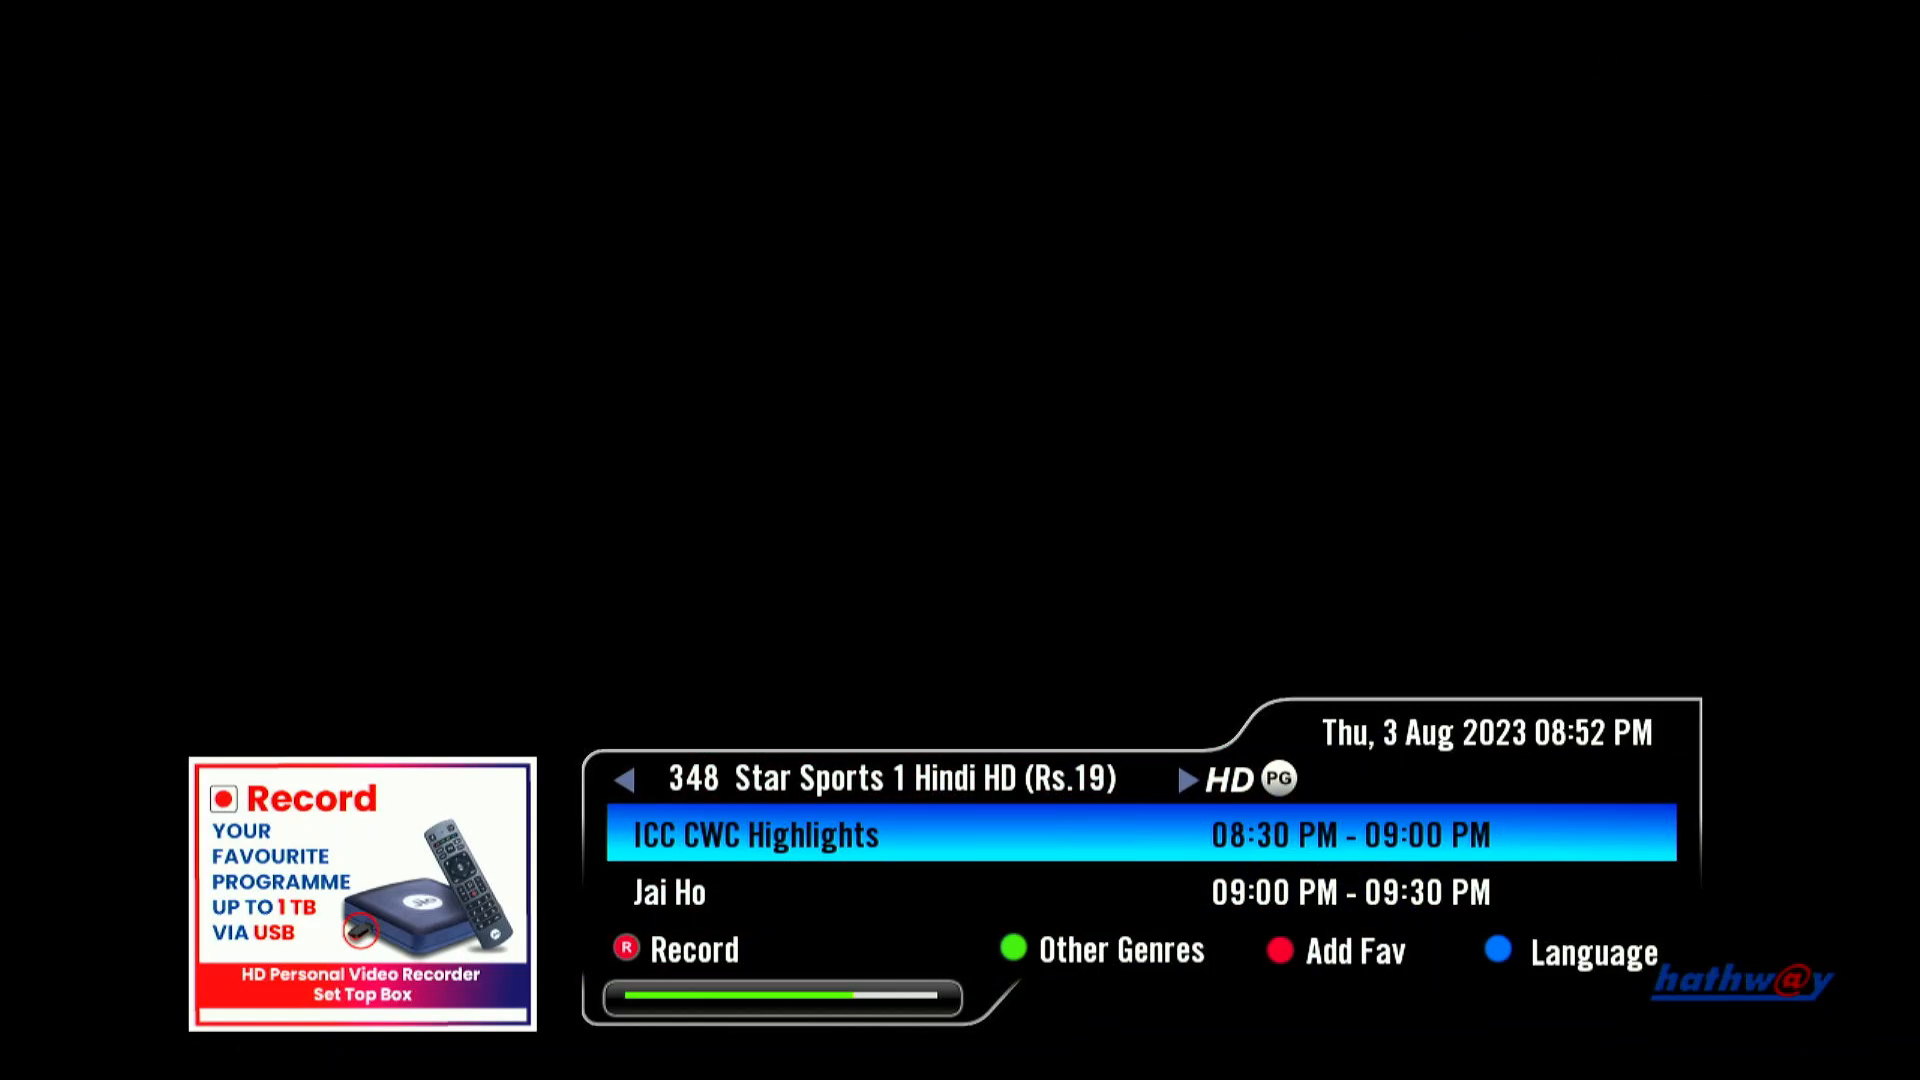 Thu, 3 Aug 2023 08:52 PM
348 Star Sports 1 Hindi HD (Rs.19) HD PG
ICC CWC Highlights 08:30 PM - 09:00 PM
Jai Ho 09:00 PM - 09:30 PM
R Record Other Genres Add Fav Language
hathw@y
Record
YOUR
FAVOURITE
PROGRAMME
UP TO 1 TB
VIA USB
Jio
HD Personal Video Recorder
Set Top Box